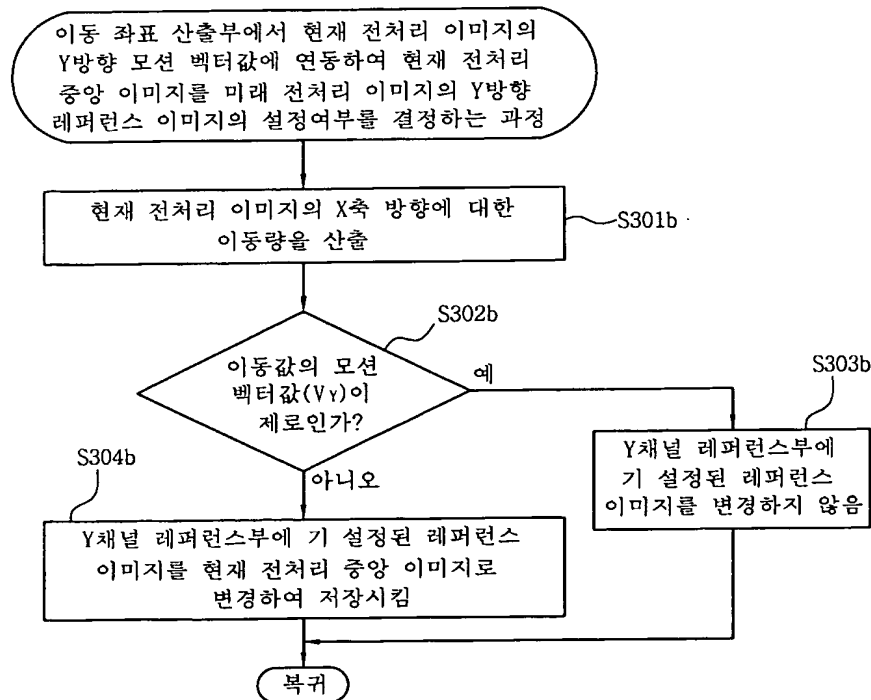 이동 좌표 산출부에서 현재 전처리 이미지의
Y방향 모션 벡터값에 연동하여 현재 전처리
중앙 이미지를 미래 전처리 이미지의 Y방향
레퍼런스 이미지의 설정여부를 결정하는 과정
현재 전처리 이미지의 X축 방향에 대한
이동량을 산출
S301b
S302b
이동값의 모션
벡터값(VY)이
제로인가?
예
S303b
Y채널 레퍼런스부에
기 설정된 레퍼런스
이미지를 변경하지 않음
아니오
S304b
Y채널 레퍼런스부에 기 설정된 레퍼런스
이미지를 현재 전처리 중앙 이미지로
변경하여 저장시킴
복귀